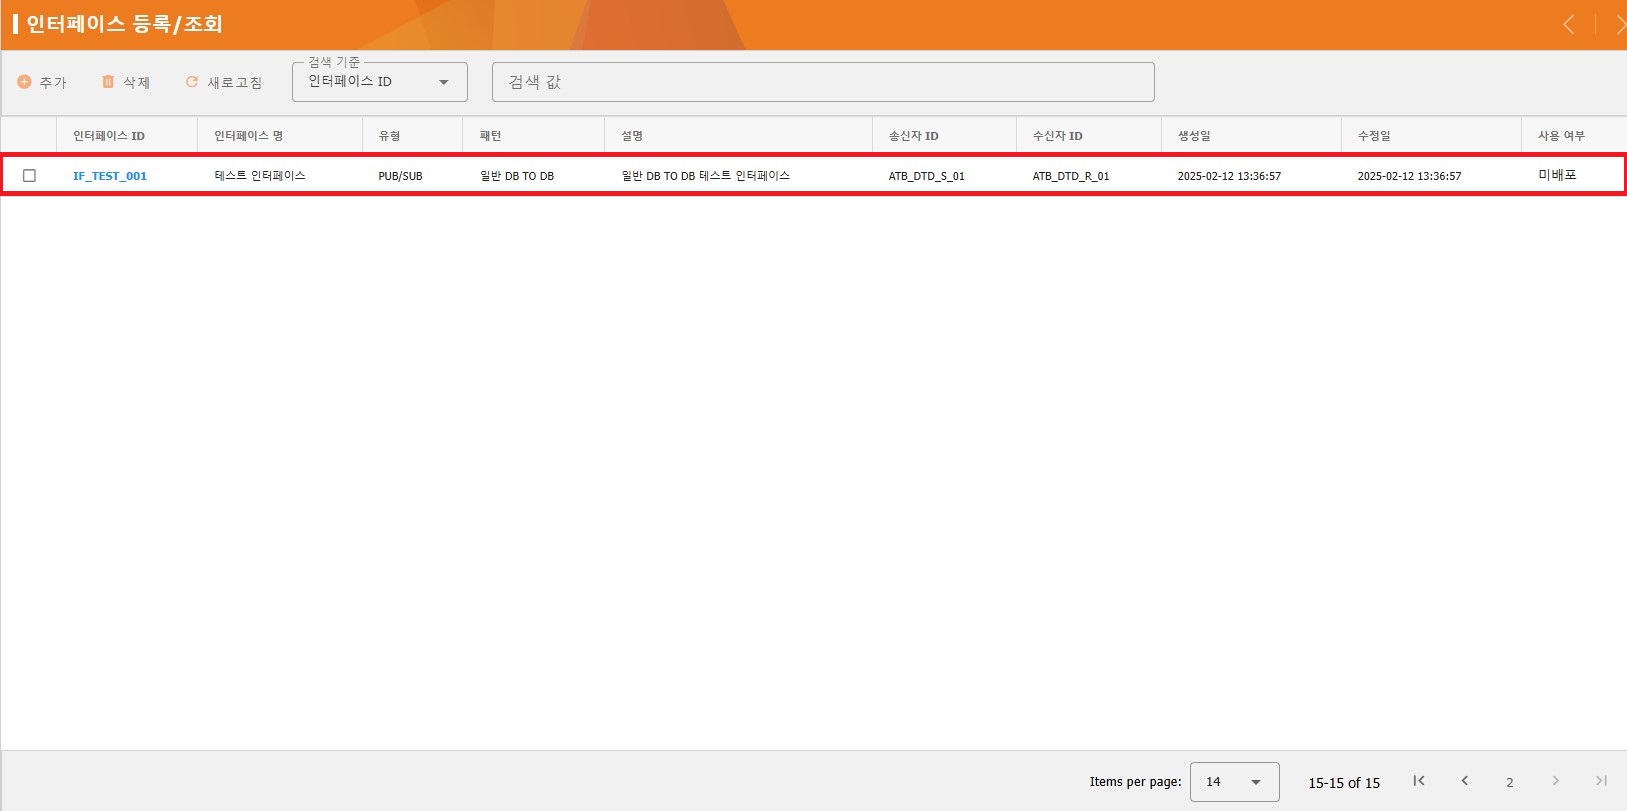 인터페이스 등록/조회
추가 삭제 새로고침 검색 기준 인터페이스 ID 검색 값
인터페이스 ID 인터페이스 명 유형 패턴 설명 송신자 ID 수신자 ID 생성일 수정일 사용 여부
IF_TEST_001 테스트 인터페이스 PUB/SUB 일반 DB TO DB 일반 DB TO DB 테스트 인터페이스 ATB_DTD_S_01 ATB_DTD_R_01 2025-02-12 13:36:57 2025-02-12 13:36:57 미배포
Items per page: 14 15-15 of 15 2